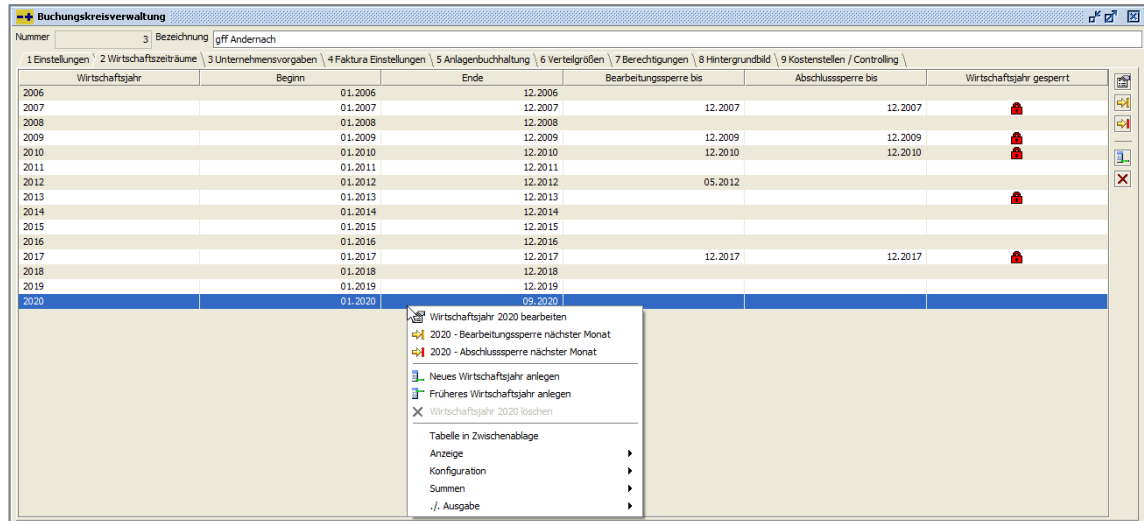 Buchungskreisverwaltung
Nummer 3 Bezeichnung gff Andernach
1 Einstellungen 2 Wirtschaftszeiträume 3 Unternehmensvorgaben 4 Faktura Einstellungen 5 Anlagenbuchhaltung 6 Verteilgrößen 7 Berechtigungen 8 Hintergrundbild 9 Kostenstellen / Controlling
Wirtschaftsjahr Beginn Ende Bearbeitungssperre bis Abschlusssperre bis Wirtschaftsjahr gesperrt
2006 01.2006 12.2006
2007 01.2007 12.2007 12.2007 12.2007
2008 01.2008 12.2008
2009 01.2009 12.2009 12.2009 12.2009
2010 01.2010 12.2010 12.2010 12.2010
2011 01.2011 12.2011
2012 01.2012 12.2012 05.2012
2013 01.2013 12.2013
2014 01.2014 12.2014
2015 01.2015 12.2015
2016 01.2016 12.2016
2017 01.2017 12.2017 12.2017 12.2017
2018 01.2018 12.2018
2019 01.2019 12.2019
2020 01.2020 09.2020
Wirtschaftsjahr 2020 bearbeiten
2020 - Bearbeitungssperre nächster Monat
2020 - Abschlusssperre nächster Monat
Neues Wirtschaftsjahr anlegen
Früheres Wirtschaftsjahr anlegen
Wirtschaftsjahr 2020 löschen
Tabelle in Zwischenablage
Anzeige
Konfiguration
Summen
./. Ausgabe